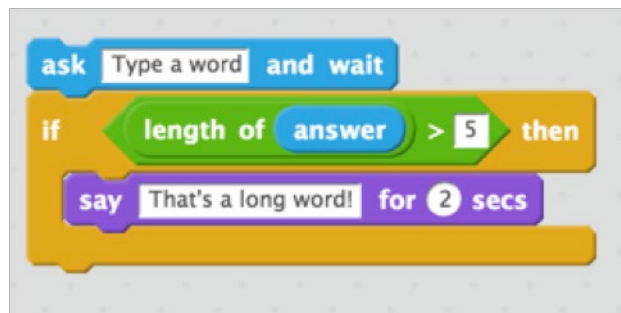 ask Type a word and wait
if length of answer > 5 then
say That's a long word! for 2 secs